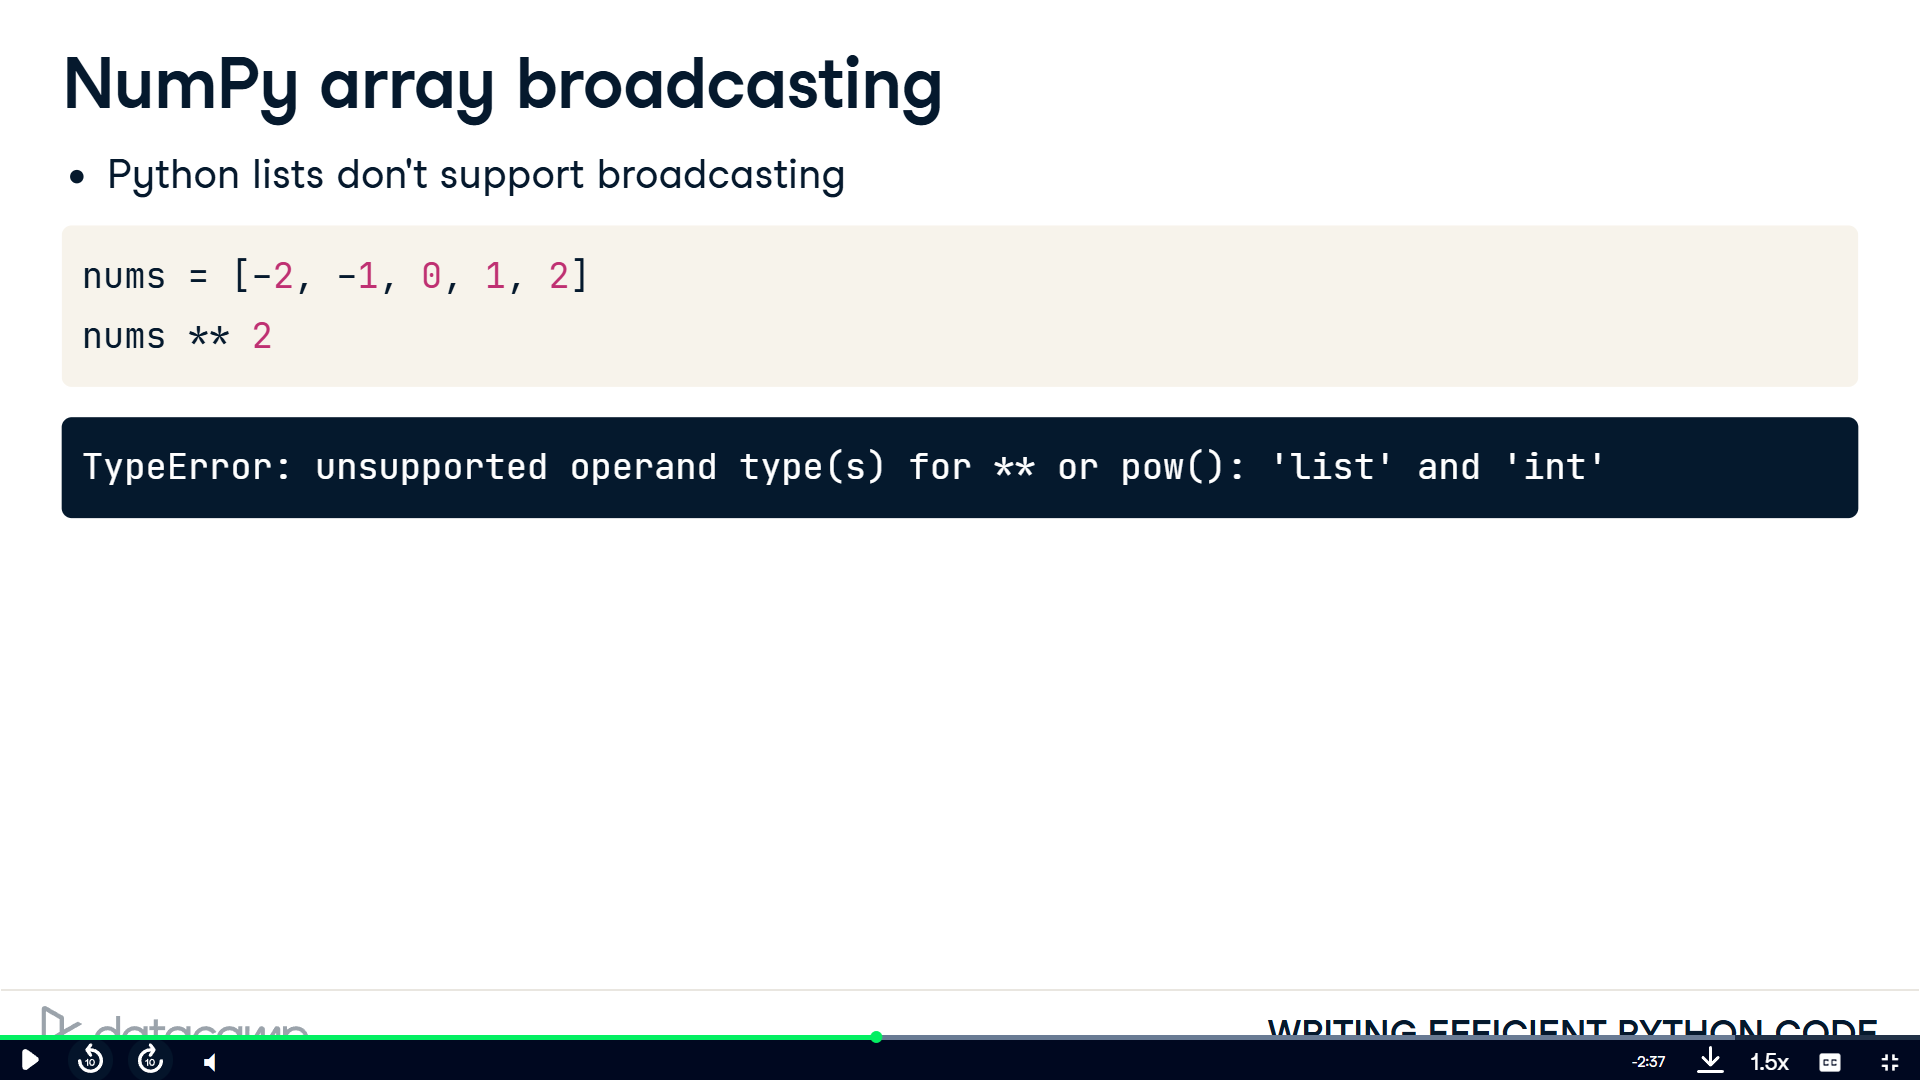 NumPy array broadcasting
• Python lists don't support broadcasting
nums = [-2, -1, 0, 1, 2]
nums ** 2
TypeError: unsupported operand type(s) for ** or pow(): 'list' and 'int'
datacamp
WRITING EFFICIENT PYTHON CODE
10
10
-2:37
1.5x
CC